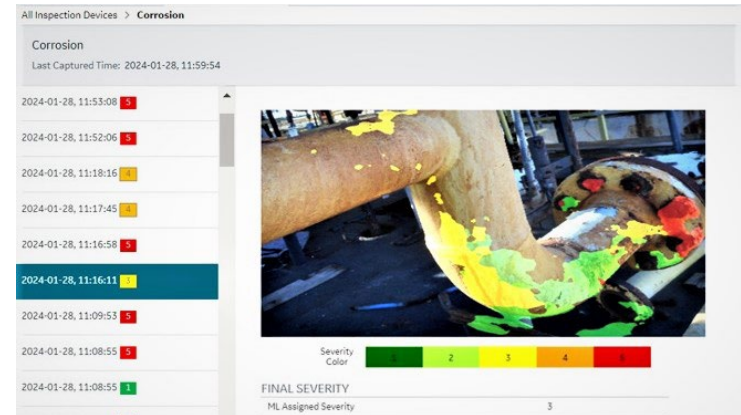 All Inspection Devices > Corrosion
Corrosion
Last Captured Time: 2024-01-28, 11:59:54
2024-01-28, 11:53:08 5
2024-01-28, 11:52:06 5
2024-01-28, 11:18:16 4
2024-01-28, 11:17:45 4
2024-01-28, 11:16:58 5
2024-01-28, 11:16:11 3
2024-01-28, 11:09:53 5
2024-01-28, 11:08:55 5
2024-01-28, 11:08:55 1
Severity
Color
1 2 3 4 5
FINAL SEVERITY
ML Assigned Severity 3